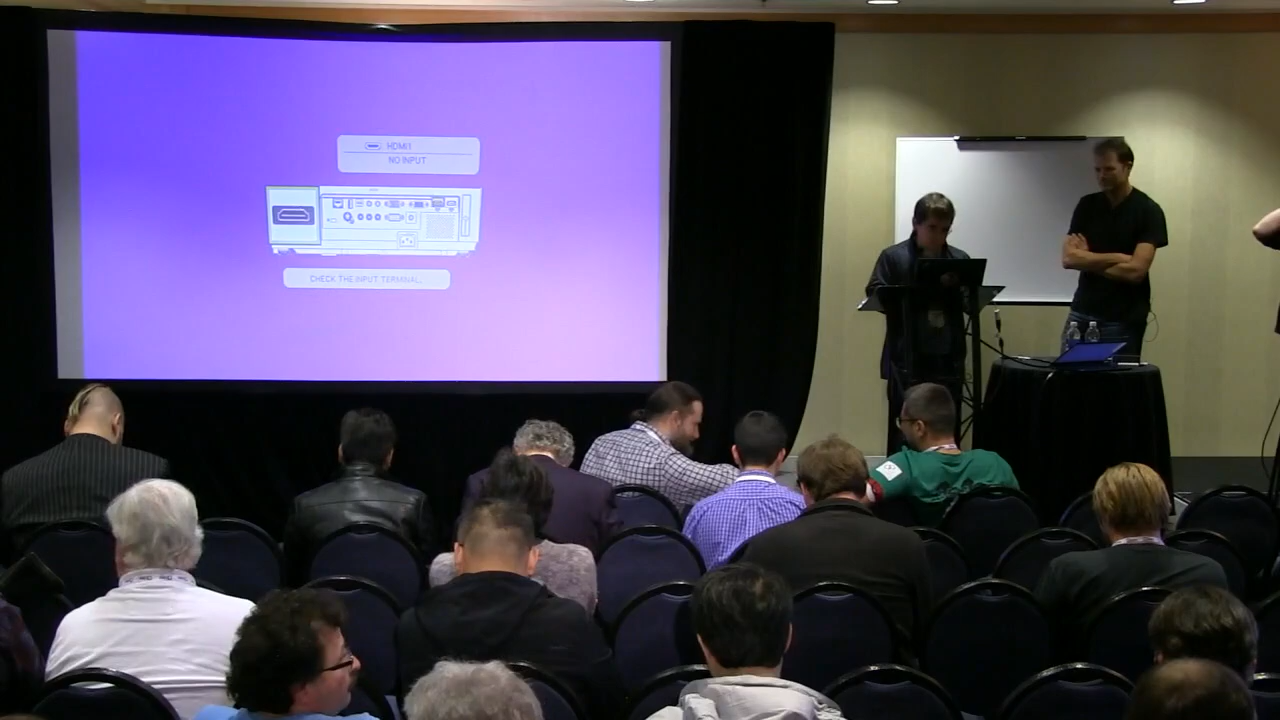 HDMI1
NO INPUT
CHECK THE INPUT TERMINAL.